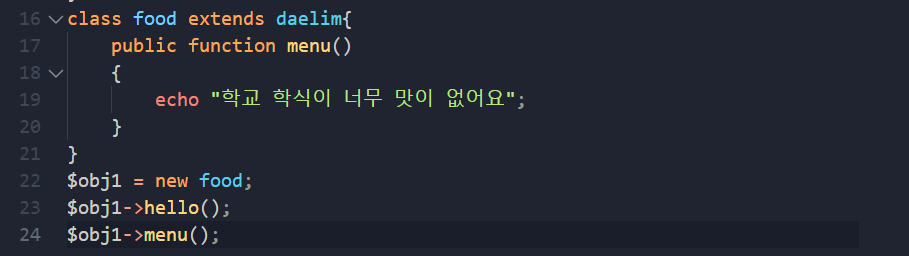 16 class food extends daelim{
17     public function menu()
18     {
19         echo "학교 학식이 너무 맛이 없어요";
20     }
21 }
22 $obj1 = new food;
23 $obj1->hello();
24 $obj1->menu();